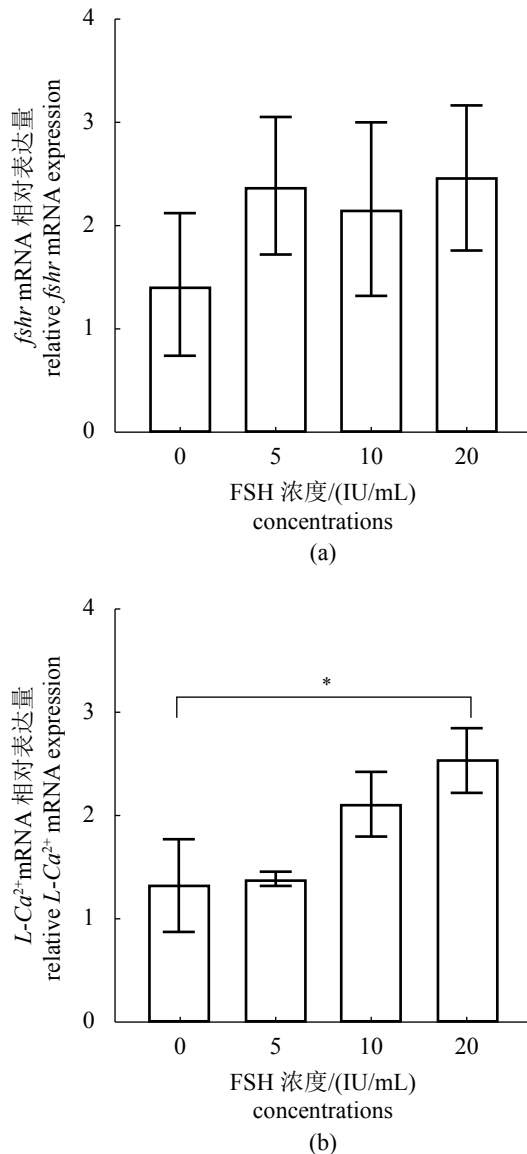 fshr mRNA 相对表达量
relative fshr mRNA expression
4
3
2
1
0
0 5 10 20
FSH 浓度/(IU/mL)
concentrations
(a)
L-Ca²⁺mRNA 相对表达量
relative L-Ca²⁺ mRNA expression
4
3
2
1
0
*
0 5 10 20
FSH 浓度/(IU/mL)
concentrations
(b)